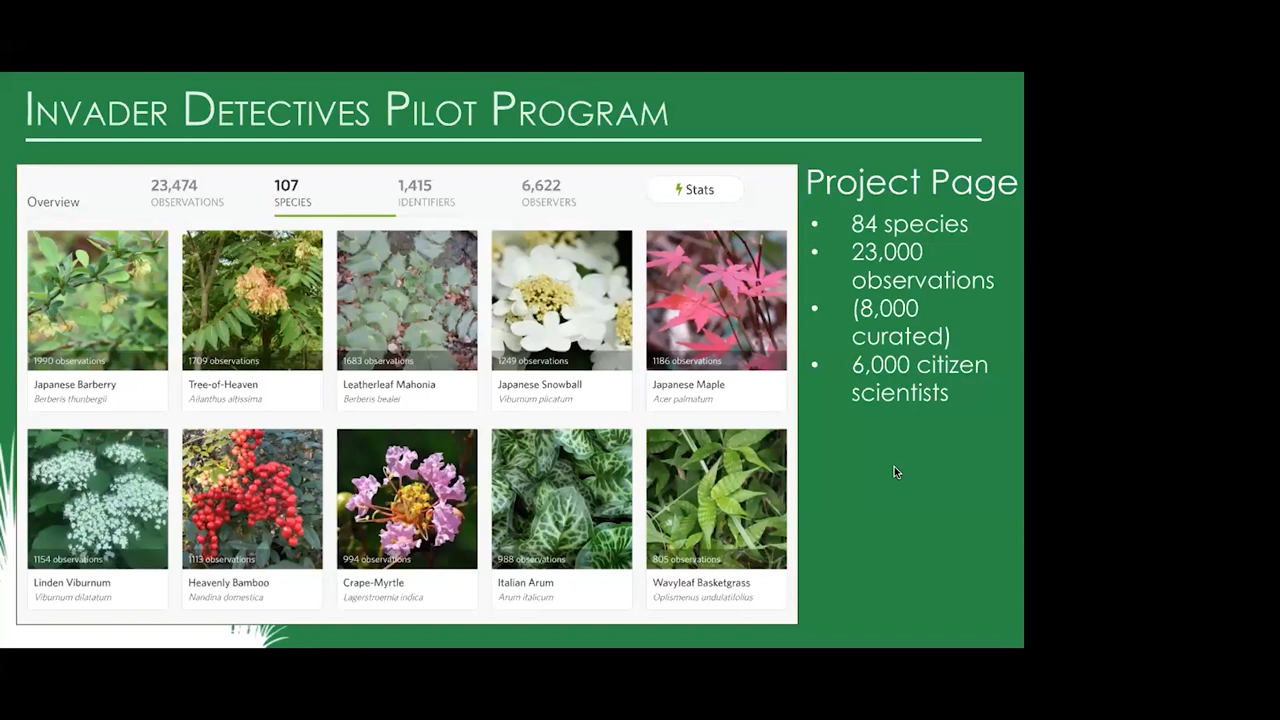 INVADER DETECTIVES PILOT PROGRAM
Overview
23,474
OBSERVATIONS
107
SPECIES
1,415
IDENTIFIERS
6,622
OBSERVERS
Stats
1990 observations
Japanese Barberry
Berberis thunbergii
1709 observations
Tree-of-Heaven
Ailanthus altissima
1683 observations
Leatherleaf Mahonia
Berberis bealei
1249 observations
Japanese Snowball
Viburnum plicatum
1186 observations
Japanese Maple
Acer palmatum
1154 observations
Linden Viburnum
Viburnum dilatatum
1113 observations
Heavenly Bamboo
Nandina domestica
994 observations
Crape-Myrtle
Lagerstroemia indica
988 observations
Italian Arum
Arum italicum
805 observations
Wavyleaf Basketgrass
Oplismenus undulatifolius
Project Page
• 84 species
• 23,000
observations
• (8,000
curated)
• 6,000 citizen
scientists